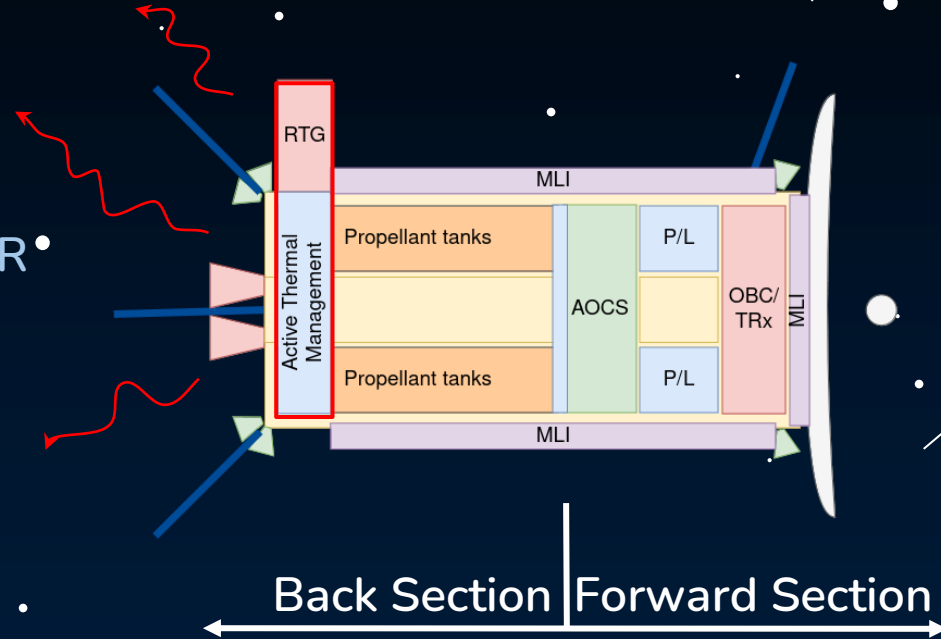 RTG
MLI
R
Propellant tanks
P/L
Active Thermal
Management
AOCS
OBC/
TRx
MLI
Propellant tanks
P/L
MLI
Back Section
Forward Section